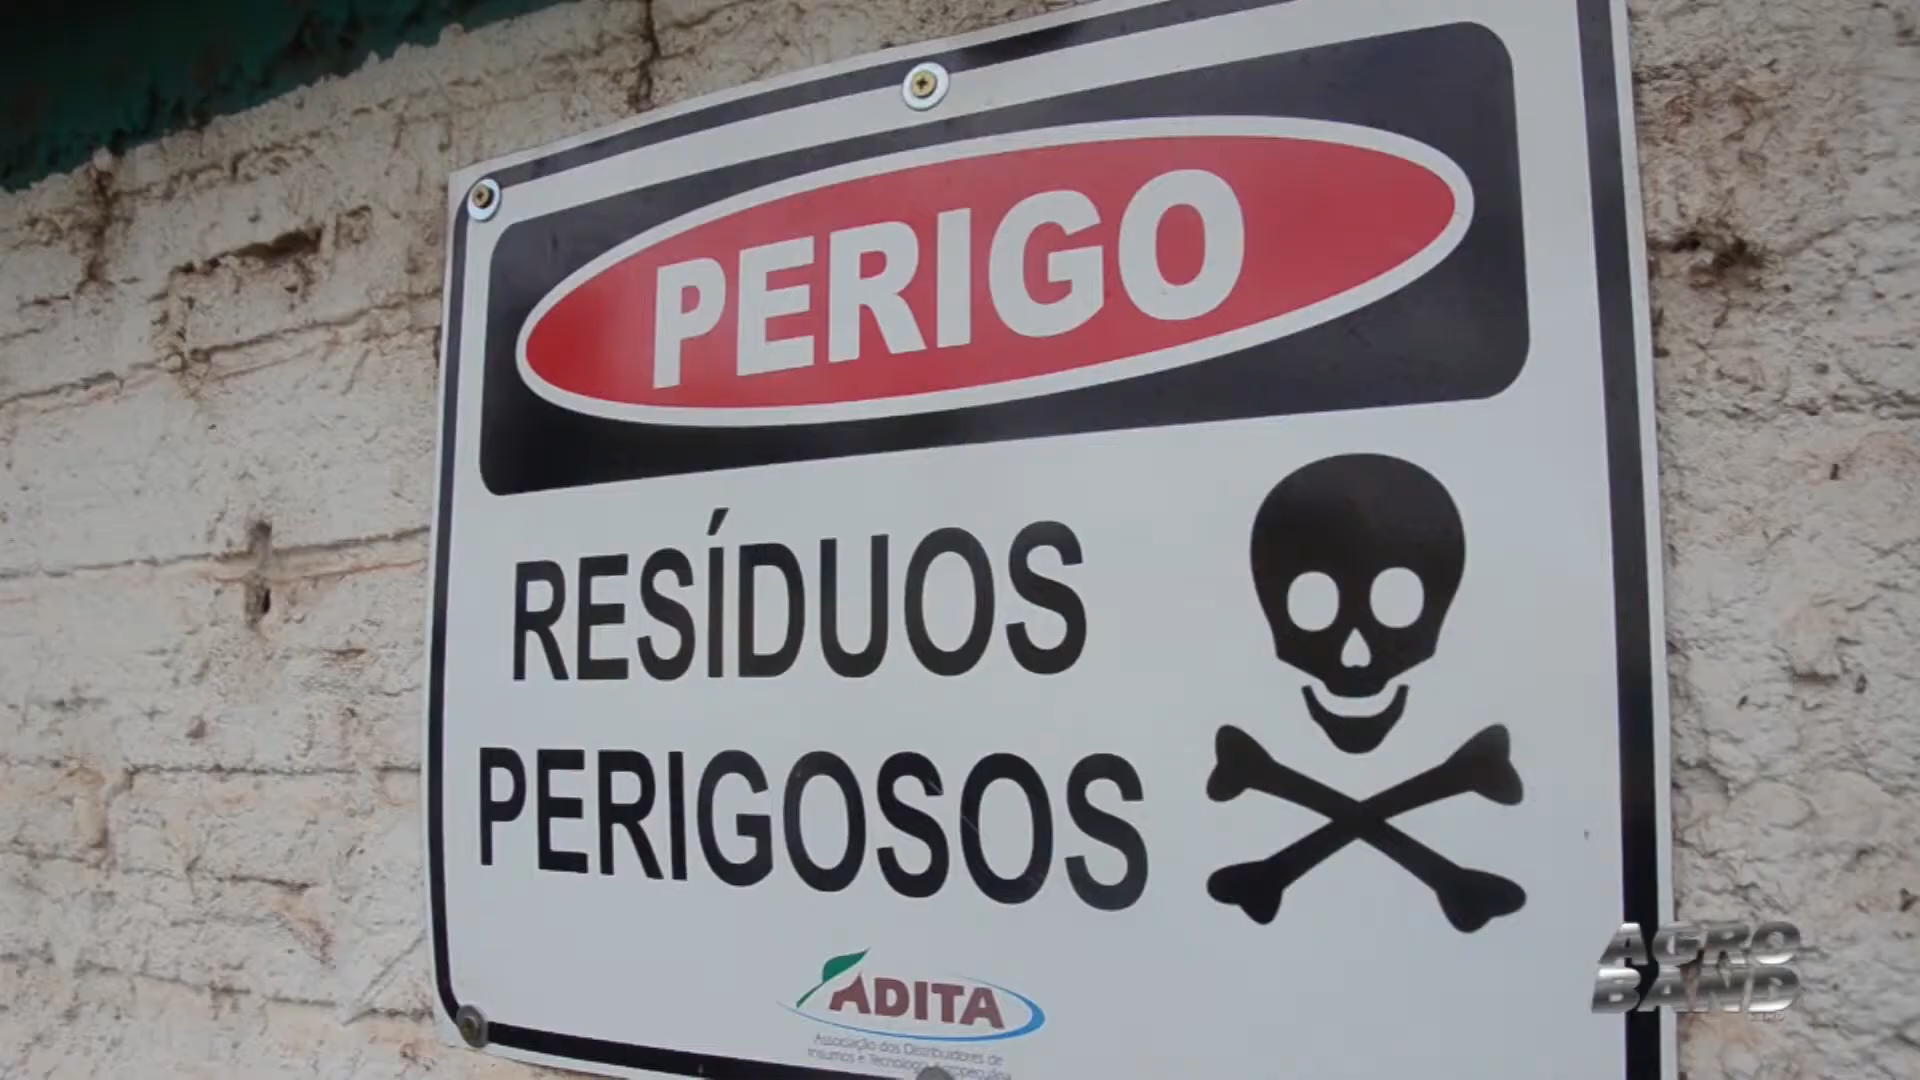 PERIGO
RESÍDUOS
PERIGOSOS
ADITA
Associação dos Distribuidores de
Insumos e Tecnologia Agropecuária
AGRO
BAND